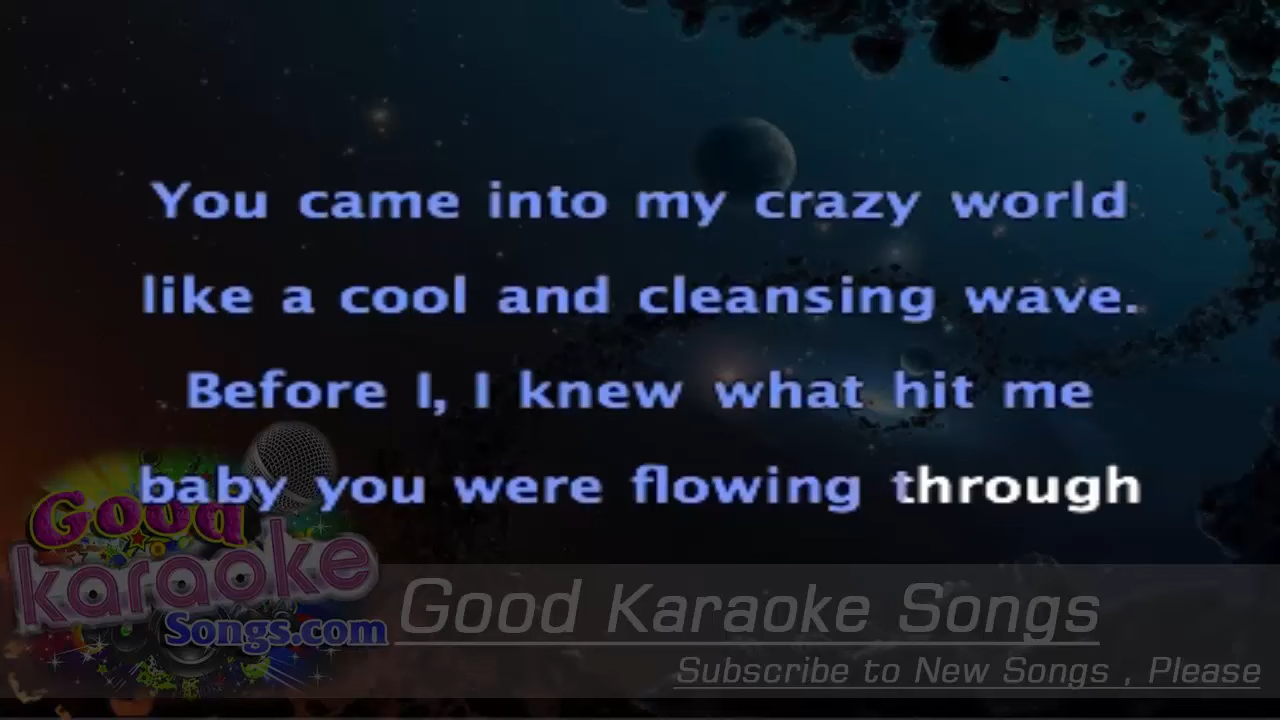 You came into my crazy world
like a cool and cleansing wave.
Before I, I knew what hit me
baby you were flowing through
Good
karaoke
Songs.com
Good Karaoke Songs
Subscribe to New Songs , Please